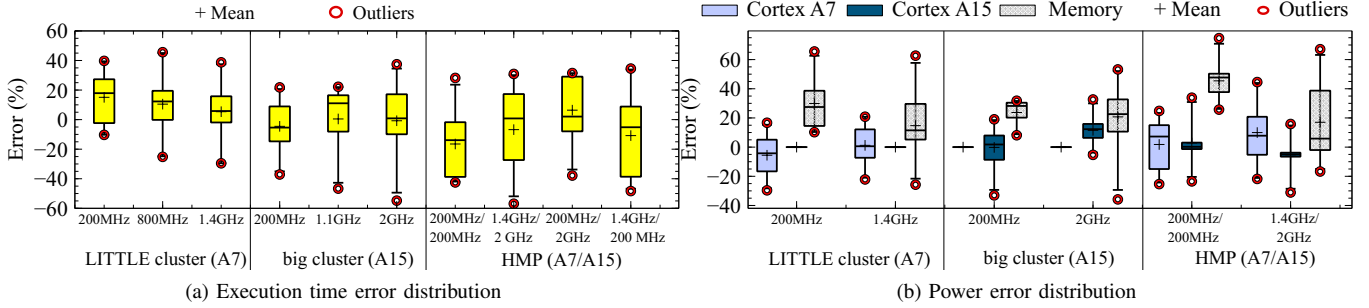 + Mean Outliers
Error (%)
60
40
20
0
−20
−40
−60
200MHz 800MHz 1.4GHz 200MHz 1.1GHz 2GHz 200MHz/ 1.4GHz/ 200MHz/ 1.4GHz/
200MHz 2 GHz 2GHz 200 MHz
LITTLE cluster (A7) big cluster (A15) HMP (A7/A15)
(a) Execution time error distribution
Cortex A7 Cortex A15 Memory + Mean Outliers
Error (%)
80
60
40
20
0
−20
−40
200MHz 1.4GHz 200MHz 2GHz 200MHz/ 1.4GHz/
200MHz 2GHz
LITTLE cluster (A7) big cluster (A15) HMP (A7/A15)
(b) Power error distribution